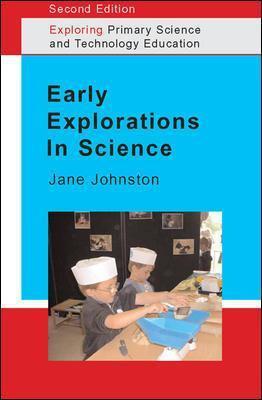 Second Edition
Exploring Primary Science
and Technology Education
Early
Explorations
In Science
Jane Johnston